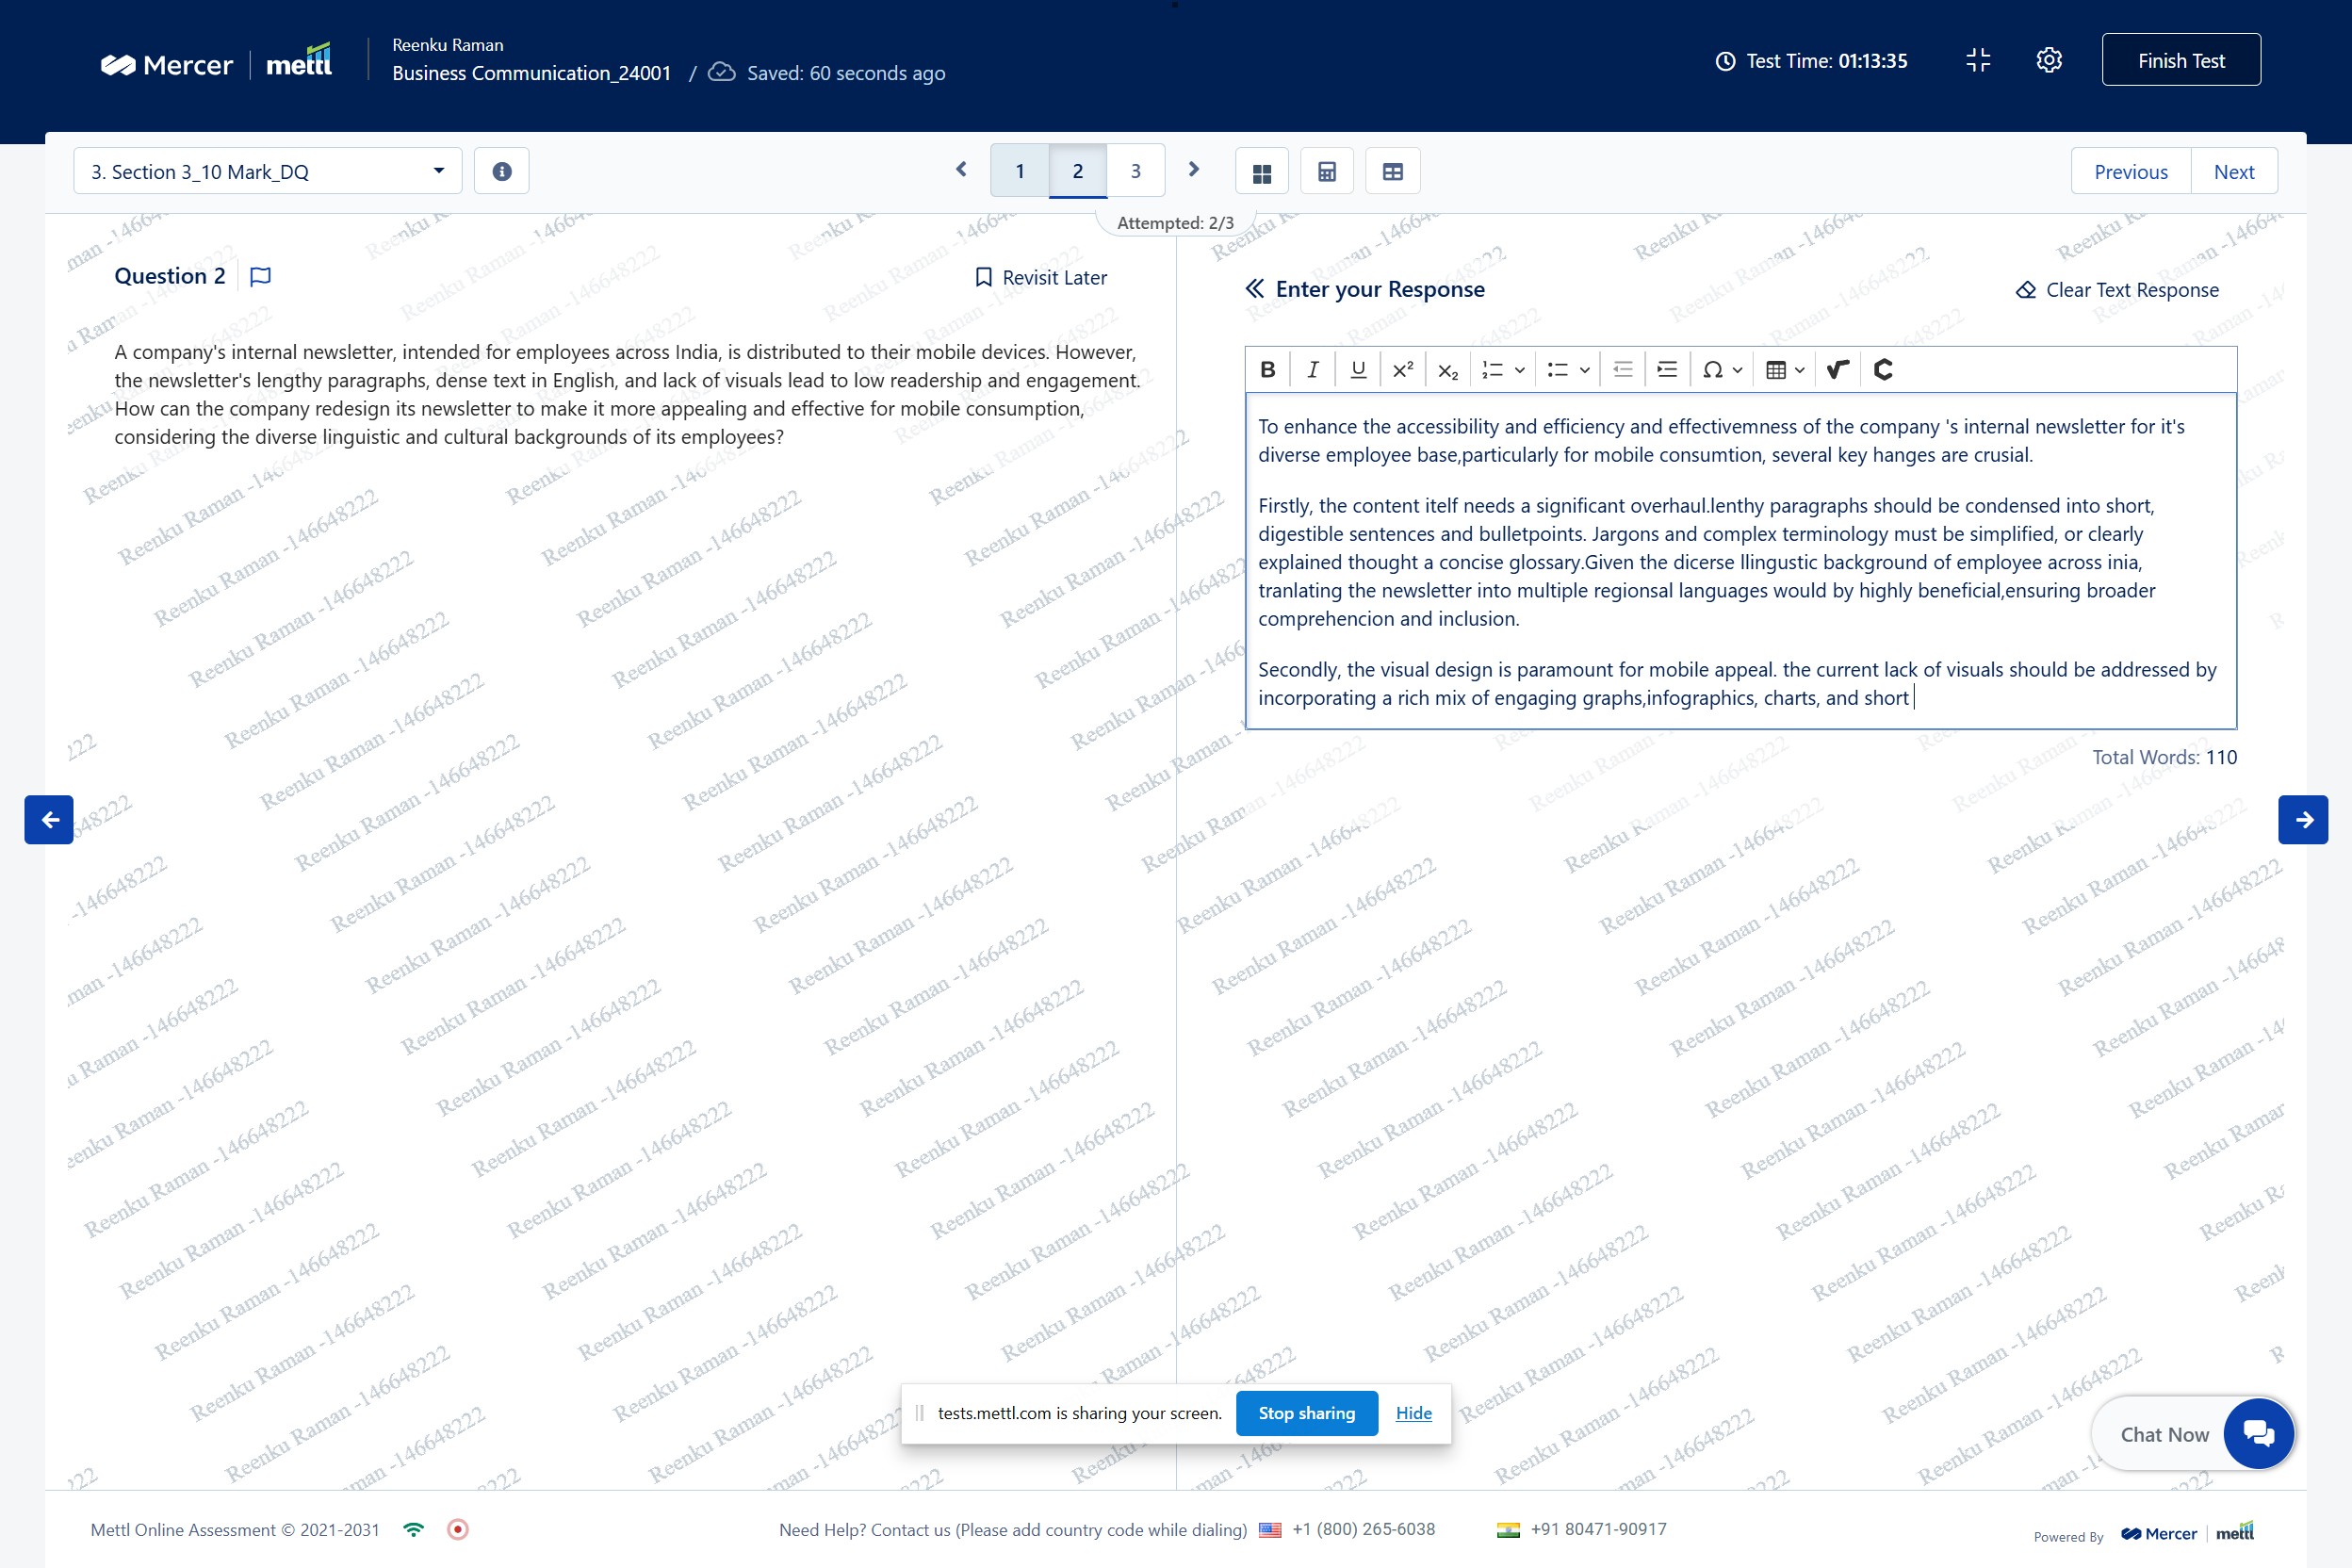 Mercer | mettl
Reenku Raman
Business Communication_24001 / Saved: 60 seconds ago
Test Time: 01:13:35
Finish Test
3. Section 3_10 Mark_DQ
1 2 3
Previous Next
Attempted: 2/3
Question 2
Revisit Later
A company's internal newsletter, intended for employees across India, is distributed to their mobile devices. However,
the newsletter's lengthy paragraphs, dense text in English, and lack of visuals lead to low readership and engagement.
How can the company redesign its newsletter to make it more appealing and effective for mobile consumption,
considering the diverse linguistic and cultural backgrounds of its employees?
Enter your Response
Clear Text Response
To enhance the accessibility and efficiency and effectivemness of the company 's internal newsletter for it's
diverse employee base,particularly for mobile consumtion, several key hanges are crusial.
Firstly, the content itelf needs a significant overhaul.lenthy paragraphs should be condensed into short,
digestible sentences and bulletpoints. Jargons and complex terminology must be simplified, or clearly
explained thought a concise glossary.Given the dicerse llingustic background of employee across inia,
tranlating the newsletter into multiple regionsal languages would by highly beneficial,ensuring broader
comprehencion and inclusion.
Secondly, the visual design is paramount for mobile appeal. the current lack of visuals should be addressed by
incorporating a rich mix of engaging graphs,infographics, charts, and short
Total Words: 110
Reenku Raman -146648222
tests.mettl.com is sharing your screen. Stop sharing Hide
Chat Now
Mettl Online Assessment © 2021-2031
Need Help? Contact us (Please add country code while dialing) +1 (800) 265-6038 +91 80471-90917
Powered By Mercer | mettl